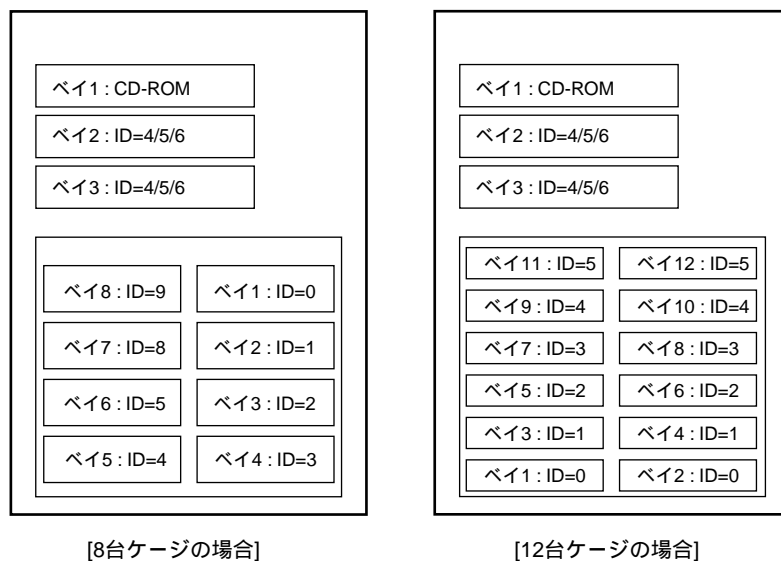 ベイ1 : CD-ROM
ベイ2 : ID=4/5/6
ベイ3 : ID=4/5/6
ベイ8 : ID=9
ベイ1 : ID=0
ベイ7 : ID=8
ベイ2 : ID=1
ベイ6 : ID=5
ベイ3 : ID=2
ベイ5 : ID=4
ベイ4 : ID=3
[8台ケージの場合]
ベイ1 : CD-ROM
ベイ2 : ID=4/5/6
ベイ3 : ID=4/5/6
ベイ11 : ID=5
ベイ12 : ID=5
ベイ9 : ID=4
ベイ10 : ID=4
ベイ7 : ID=3
ベイ8 : ID=3
ベイ5 : ID=2
ベイ6 : ID=2
ベイ3 : ID=1
ベイ4 : ID=1
ベイ1 : ID=0
ベイ2 : ID=0
[12台ケージの場合]